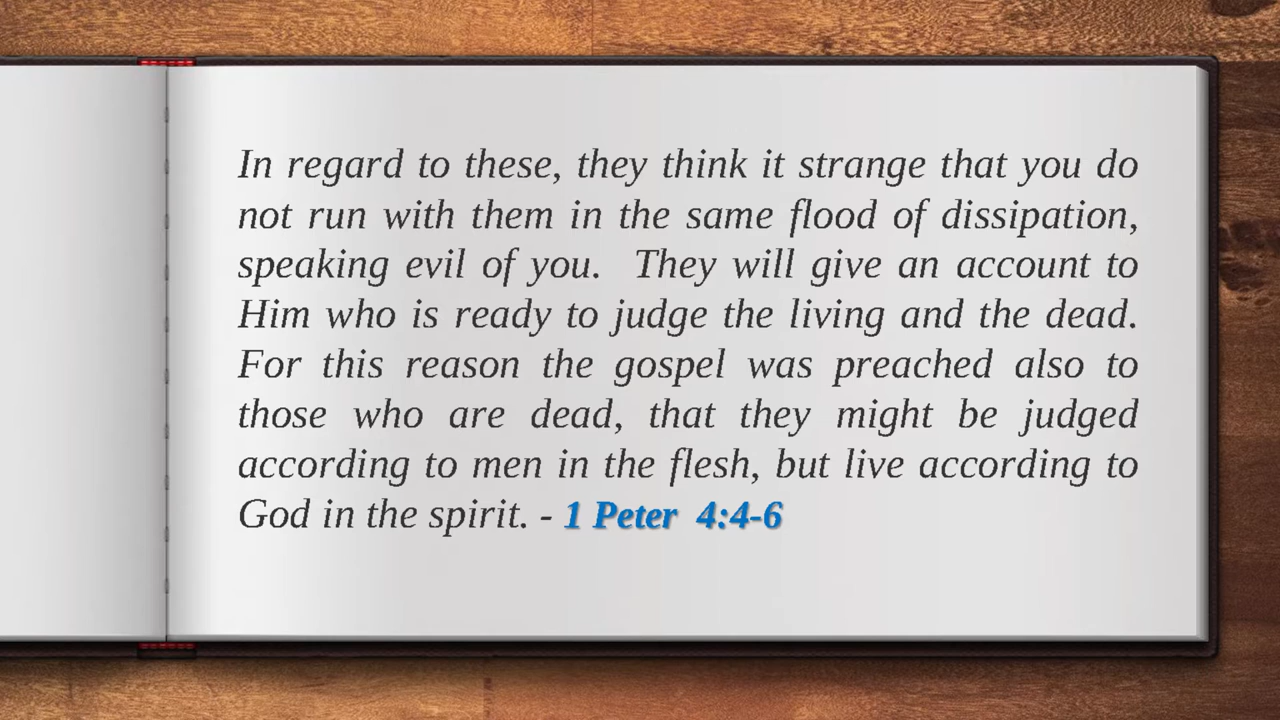 In regard to these, they think it strange that you do
not run with them in the same flood of dissipation,
speaking evil of you.  They will give an account to
Him who is ready to judge the living and the dead.
For this reason the gospel was preached also to
those who are dead, that they might be judged
according to men in the flesh, but live according to
God in the spirit. - 1 Peter  4:4-6